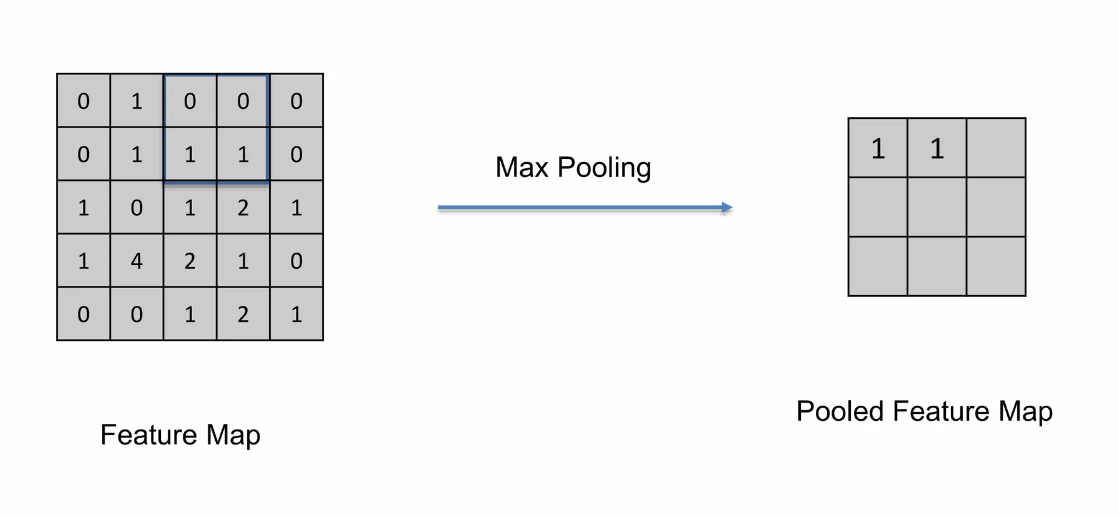 0 1 0 0 0
0 1 1 1 0
1 0 1 2 1
1 4 2 1 0
0 0 1 2 1
Feature Map
Max Pooling
1 1
Pooled Feature Map